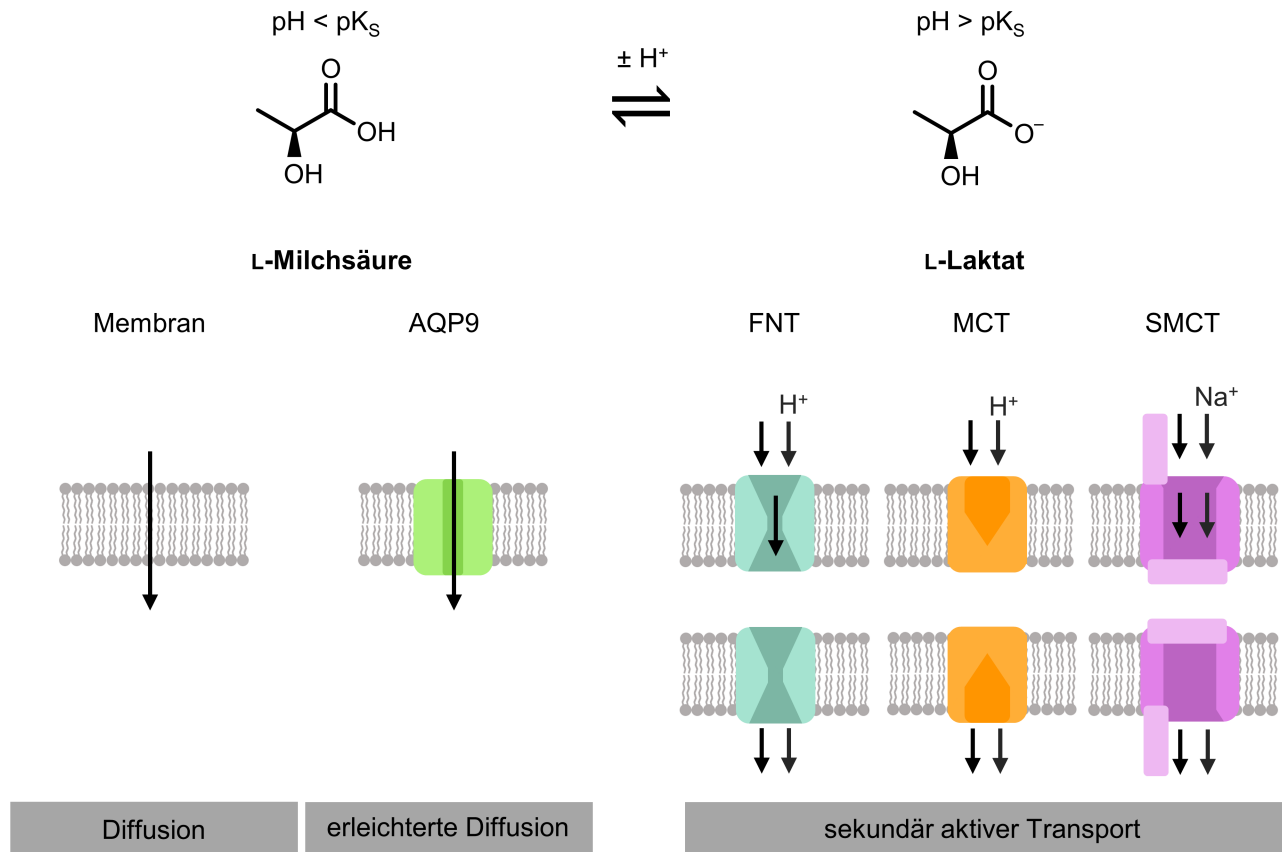 pH < pKS
pH > pKS
± H+
O
OH
OH
O
O−
OH
L-Milchsäure
L-Laktat
Membran
AQP9
FNT
MCT
SMCT
H+
H+
Na+
Diffusion
erleichterte Diffusion
sekundär aktiver Transport